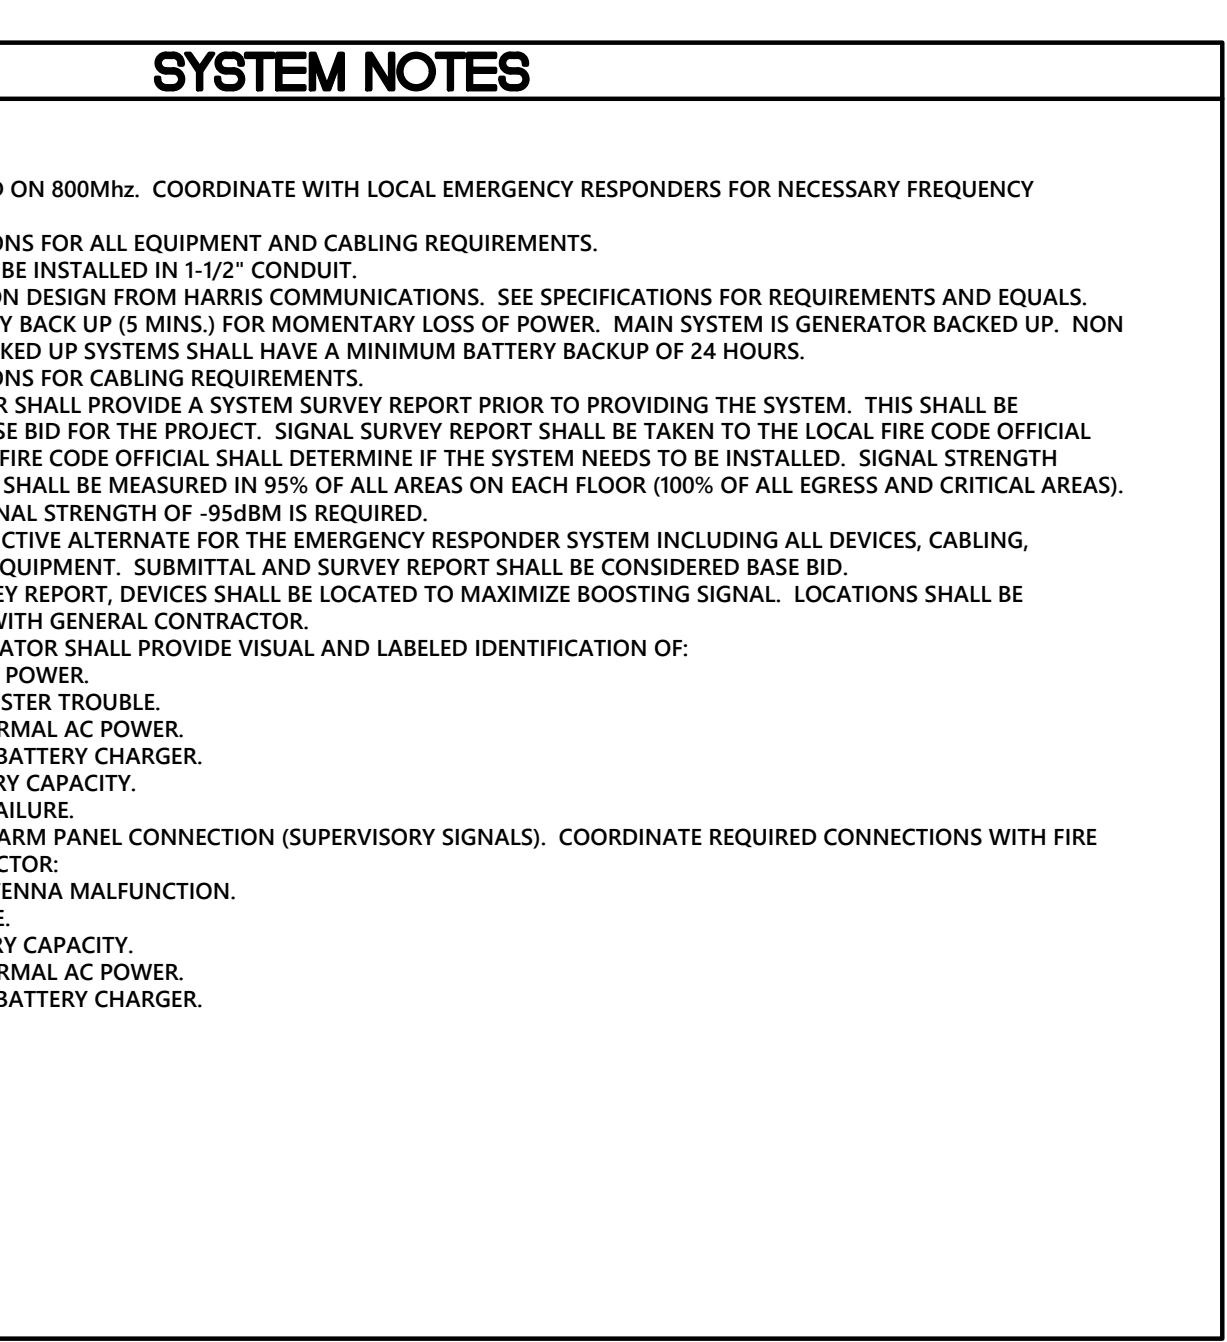 SYSTEM NOTES
ON 800Mhz. COORDINATE WITH LOCAL EMERGENCY RESPONDERS FOR NECESSARY FREQUENCY
ONS FOR ALL EQUIPMENT AND CABLING REQUIREMENTS.
BE INSTALLED IN 1-1/2" CONDUIT.
ON DESIGN FROM HARRIS COMMUNICATIONS. SEE SPECIFICATIONS FOR REQUIREMENTS AND EQUALS.
Y BACK UP (5 MINS.) FOR MOMENTARY LOSS OF POWER. MAIN SYSTEM IS GENERATOR BACKED UP. NON
KED UP SYSTEMS SHALL HAVE A MINIMUM BATTERY BACKUP OF 24 HOURS.
ONS FOR CABLING REQUIREMENTS.
R SHALL PROVIDE A SYSTEM SURVEY REPORT PRIOR TO PROVIDING THE SYSTEM. THIS SHALL BE
SE BID FOR THE PROJECT. SIGNAL SURVEY REPORT SHALL BE TAKEN TO THE LOCAL FIRE CODE OFFICIAL
FIRE CODE OFFICIAL SHALL DETERMINE IF THE SYSTEM NEEDS TO BE INSTALLED. SIGNAL STRENGTH
SHALL BE MEASURED IN 95% OF ALL AREAS ON EACH FLOOR (100% OF ALL EGRESS AND CRITICAL AREAS).
NAL STRENGTH OF -95dBM IS REQUIRED.
CTIVE ALTERNATE FOR THE EMERGENCY RESPONDER SYSTEM INCLUDING ALL DEVICES, CABLING,
QUIPMENT. SUBMITTAL AND SURVEY REPORT SHALL BE CONSIDERED BASE BID.
EY REPORT, DEVICES SHALL BE LOCATED TO MAXIMIZE BOOSTING SIGNAL. LOCATIONS SHALL BE
WITH GENERAL CONTRACTOR.
ATOR SHALL PROVIDE VISUAL AND LABELED IDENTIFICATION OF:
POWER.
STER TROUBLE.
RMAL AC POWER.
BATTERY CHARGER.
RY CAPACITY.
AILURE.
ARM PANEL CONNECTION (SUPERVISORY SIGNALS). COORDINATE REQUIRED CONNECTIONS WITH FIRE
CTOR:
TENNA MALFUNCTION.
E.
RY CAPACITY.
RMAL AC POWER.
BATTERY CHARGER.